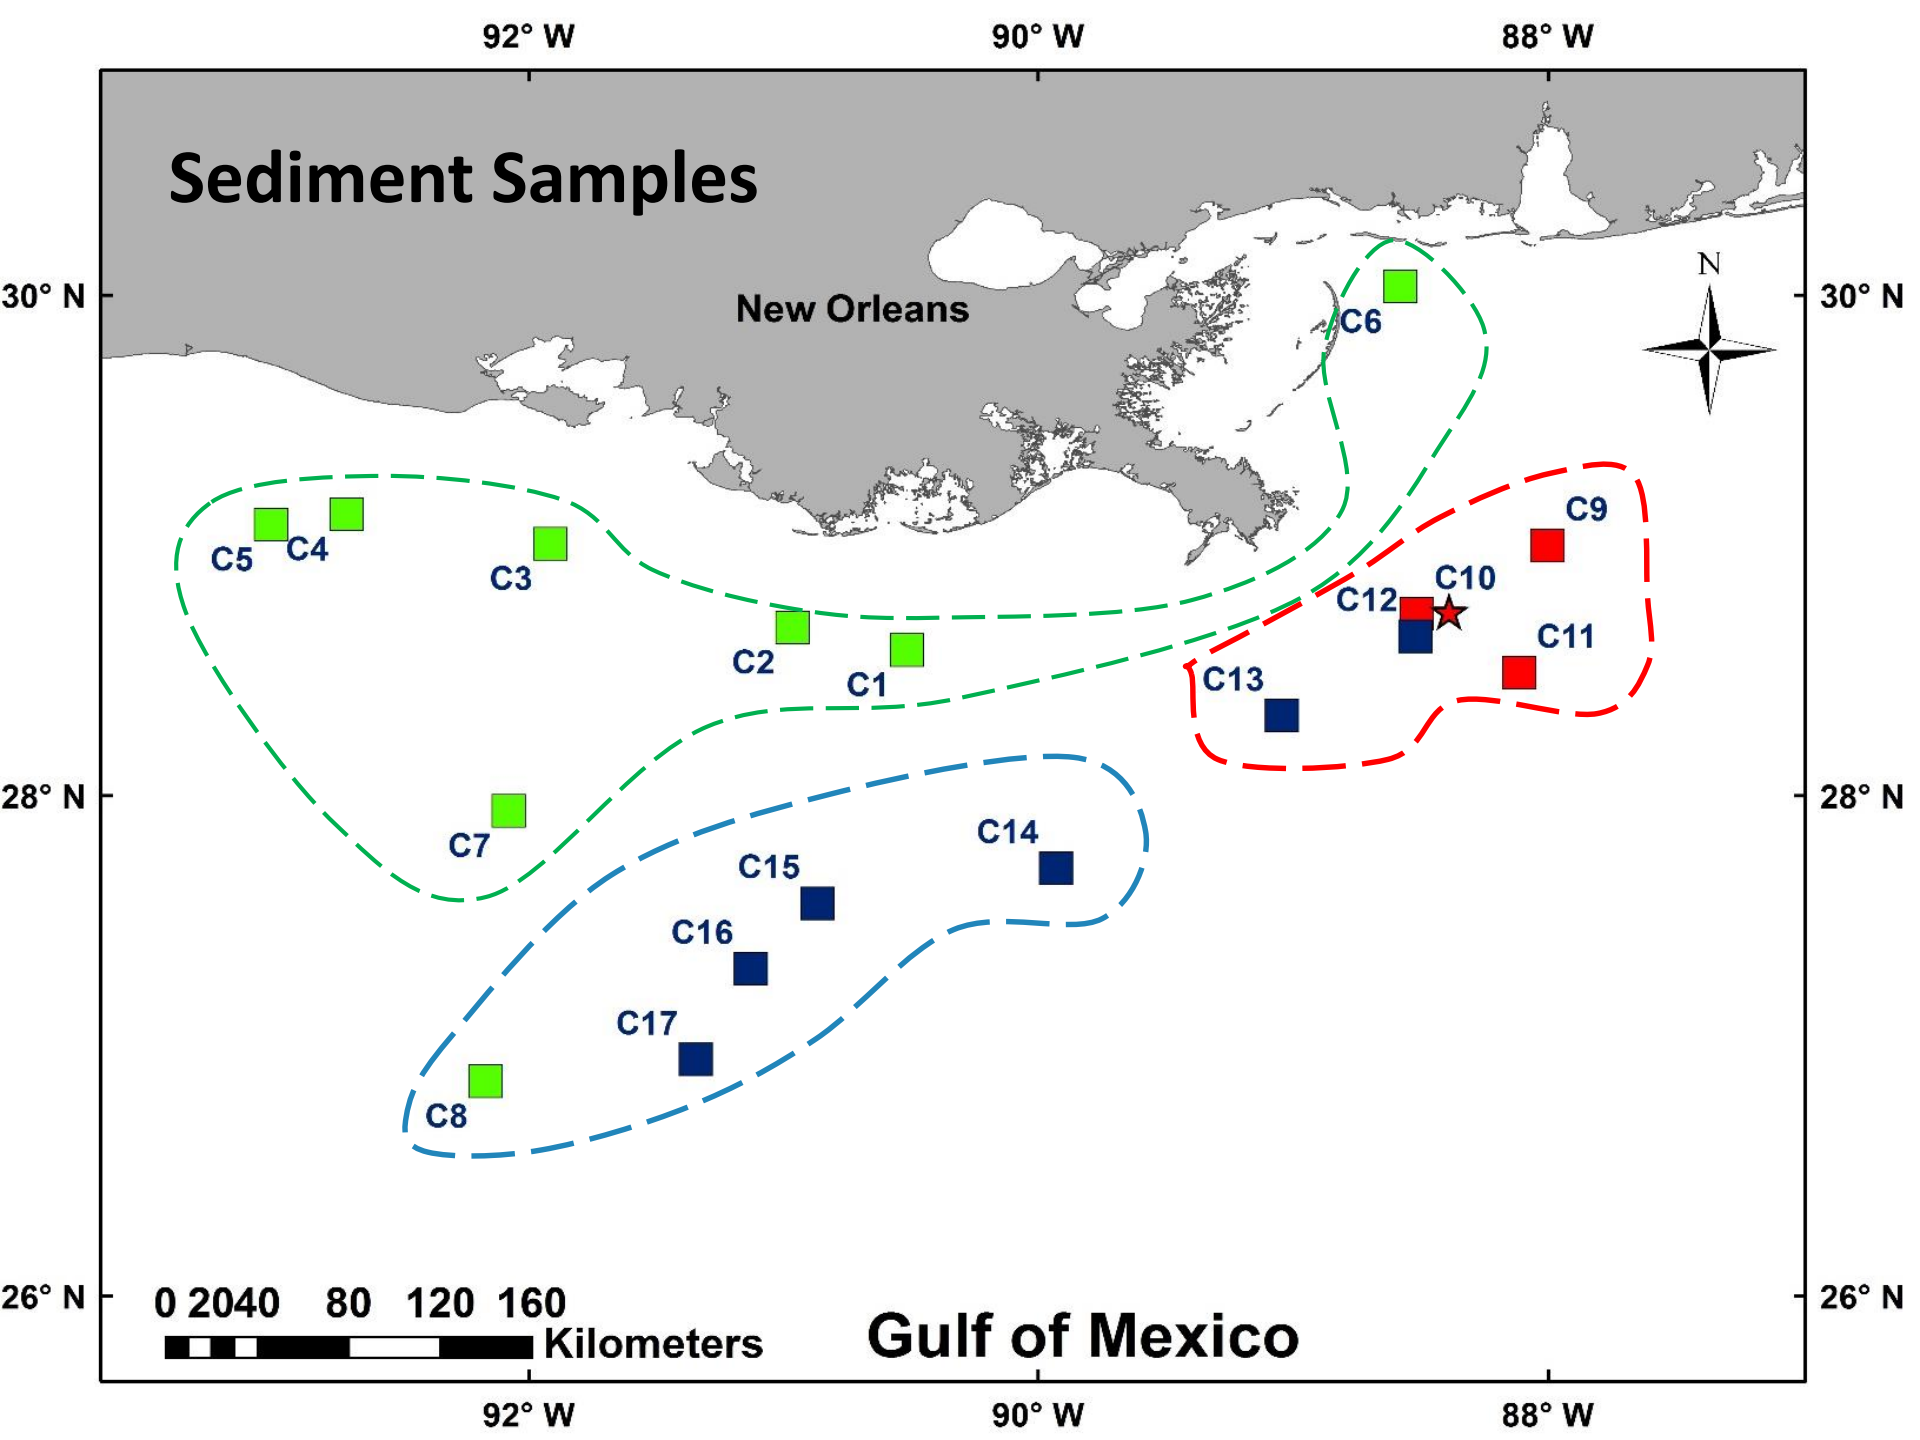 92° W 90° W 88° W
Sediment Samples
N
30° N New Orleans 30° N
C6
C9
C5 C4
C3
C10
C12
C11
C2
C1 C13
28° N 28° N
C14
C7
C15
C16
C17
C8
26° N 26° N
0 2040 80 120 160
Kilometers
Gulf of Mexico
92° W 90° W 88° W